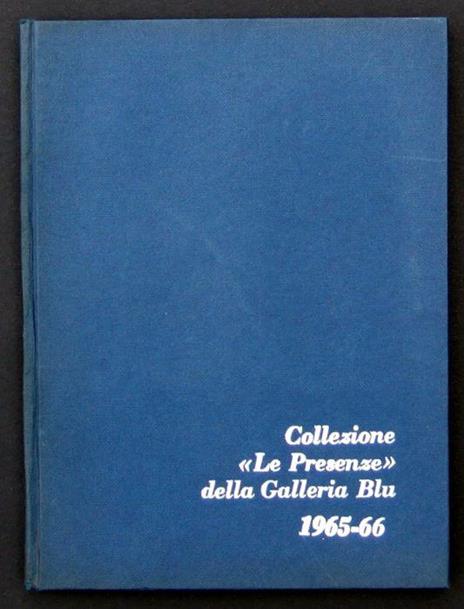 Collezione
«Le Presenze»
della Galleria Blu
1965-66